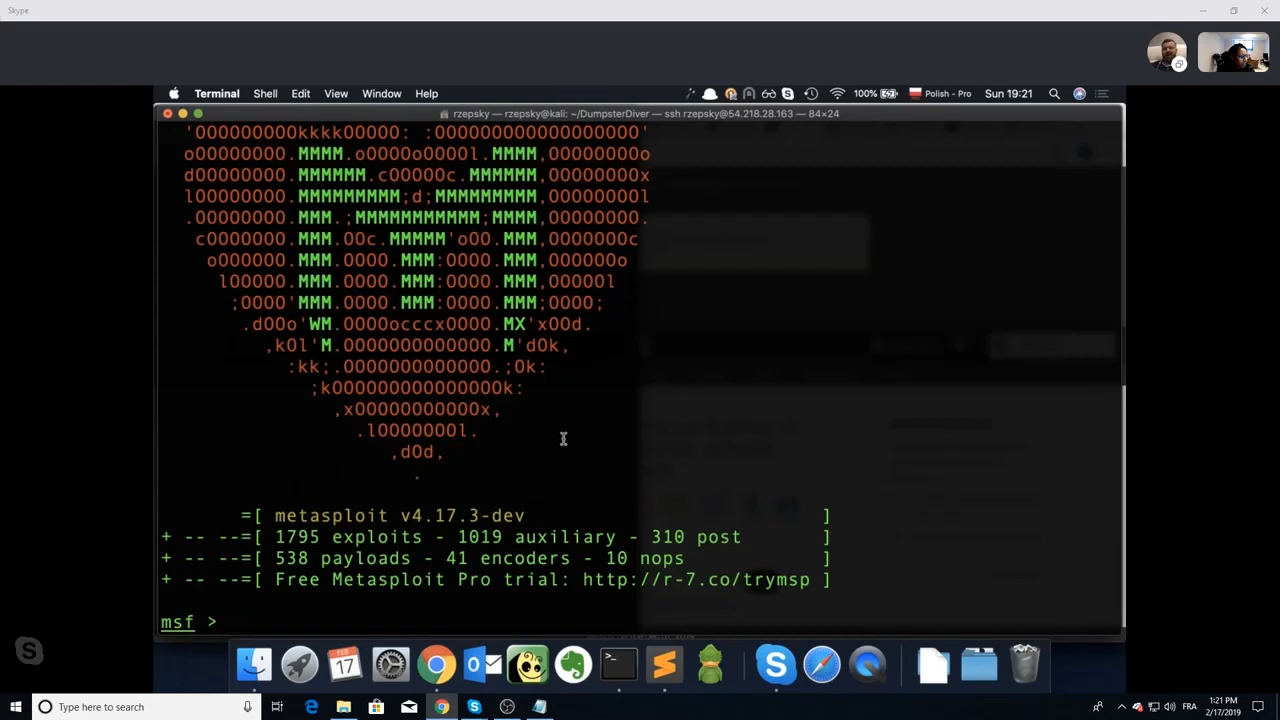 Skype
Terminal Shell Edit View Window Help 100% Polish - Pro Sun 19:21
rzepsky — rzepsky@kali: ~/DumpsterDiver — ssh rzepsky@54.218.28.163 — 84×24
'OOOOOOOOOkkkkOOOOO: :OOOOOOOOOOOOOOOOOO'
oOOOOOOOO.MMMM.oOOOOoOOOOl.MMMM,OOOOOOOOo
dOOOOOOOO.MMMMMM.cOOOOOc.MMMMMM,OOOOOOOOx
lOOOOOOOO.MMMMMMMMM;d;MMMMMMMMM,OOOOOOOOl
.OOOOOOOO.MMM.;MMMMMMMMMMM;MMMM,OOOOOOOO.
cOOOOOOO.MMM.OOc.MMMMM'oOO.MMM,OOOOOOOc
oOOOOOO.MMM.OOOO.MMM:OOOO.MMM,OOOOOOo
lOOOOO.MMM.OOOO.MMM:OOOO.MMM,OOOOOl
;OOOO'MMM.OOOO.MMM:OOOO.MMM;OOOO;
.dOOo'WM.OOOOocccxOOOO.MX'xOOd.
,kOl'M.OOOOOOOOOOOOO.M'dOk,
:kk;.OOOOOOOOOOOOO.;Ok:
;kOOOOOOOOOOOOOOOk:
,xOOOOOOOOOOOx,
.lOOOOOOOl.
,dOd,
.
=[ metasploit v4.17.3-dev ]
+ -- --=[ 1795 exploits - 1019 auxiliary - 310 post ]
+ -- --=[ 538 payloads - 41 encoders - 10 nops ]
+ -- --=[ Free Metasploit Pro trial: http://r-7.co/trymsp ]
msf >
FEB
17
Type here to search
FRA
1:21 PM
2/17/2019